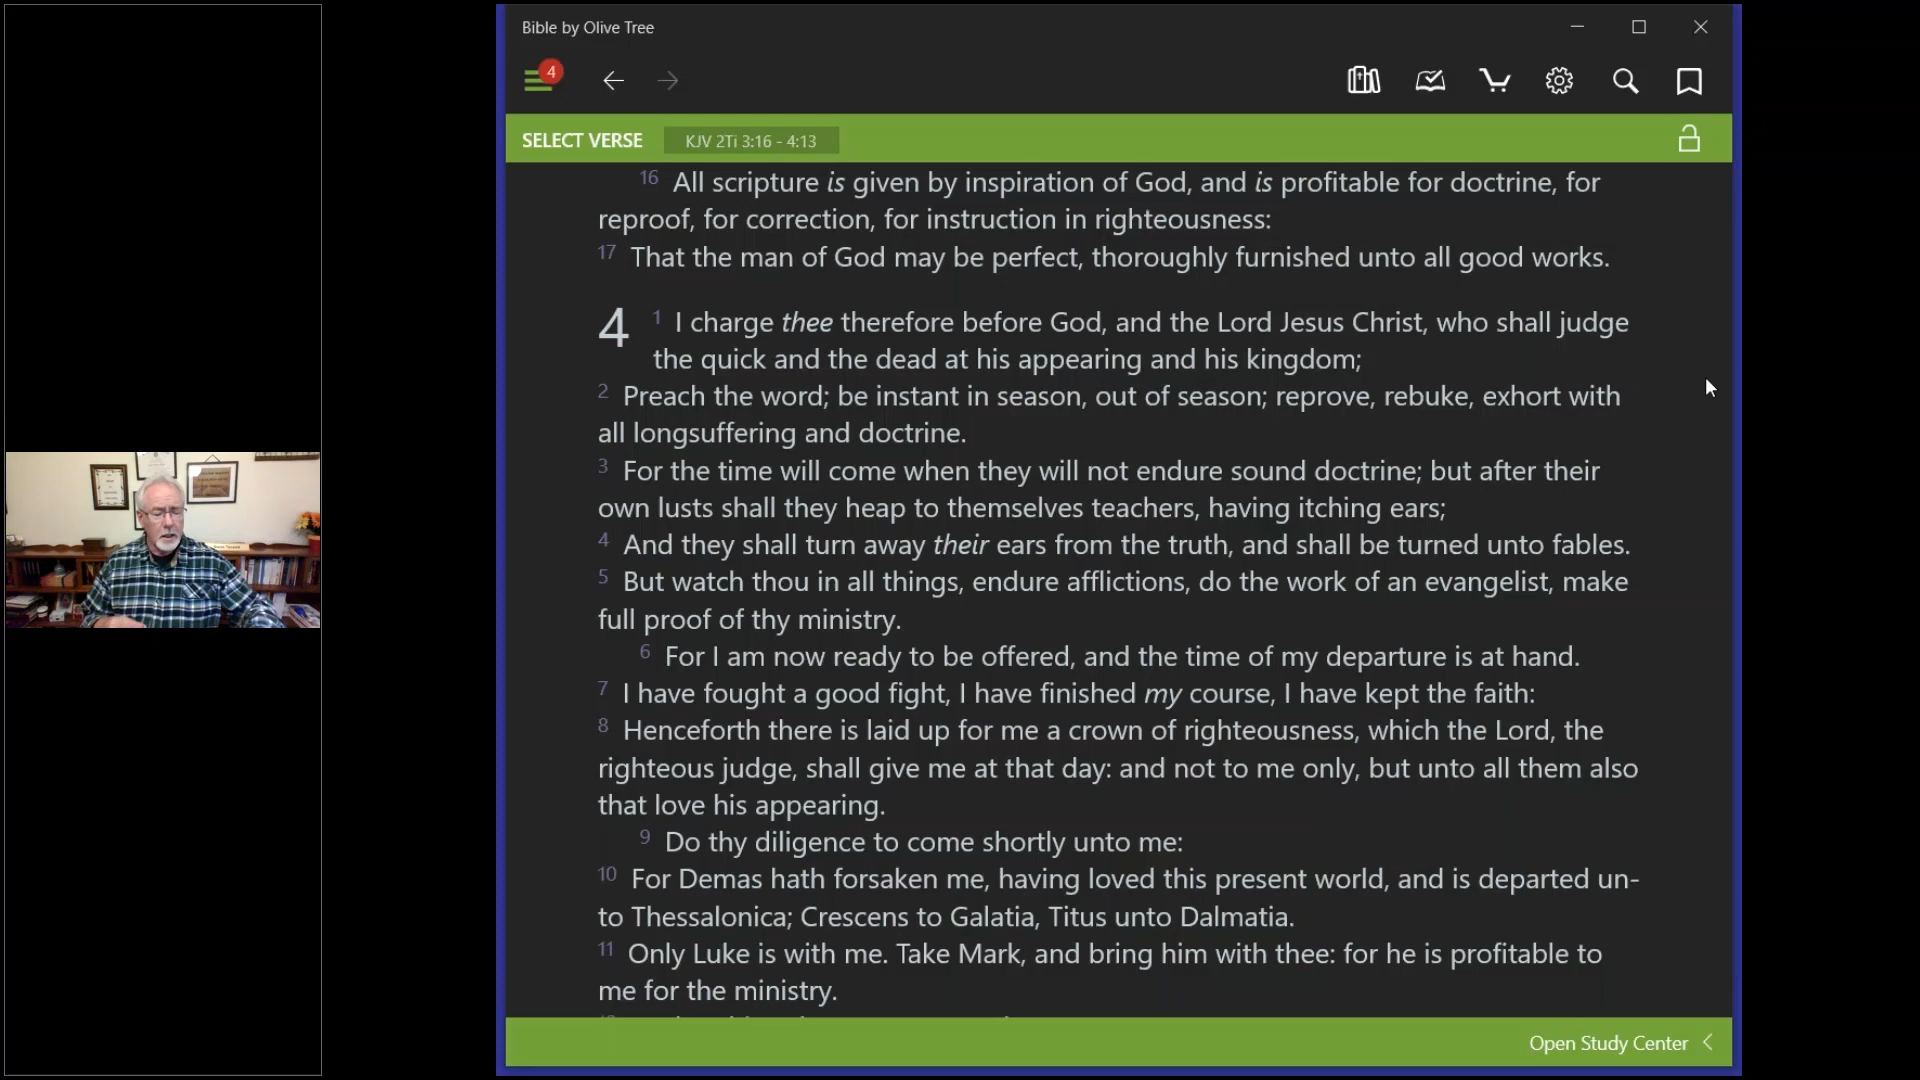 Bible by Olive Tree
4
SELECT VERSE KJV 2Ti 3:16 - 4:13
16 All scripture is given by inspiration of God, and is profitable for doctrine, for
reproof, for correction, for instruction in righteousness:
17 That the man of God may be perfect, thoroughly furnished unto all good works.
4 1 I charge thee therefore before God, and the Lord Jesus Christ, who shall judge
the quick and the dead at his appearing and his kingdom;
2 Preach the word; be instant in season, out of season; reprove, rebuke, exhort with
all longsuffering and doctrine.
3 For the time will come when they will not endure sound doctrine; but after their
own lusts shall they heap to themselves teachers, having itching ears;
4 And they shall turn away their ears from the truth, and shall be turned unto fables.
5 But watch thou in all things, endure afflictions, do the work of an evangelist, make
full proof of thy ministry.
6 For I am now ready to be offered, and the time of my departure is at hand.
7 I have fought a good fight, I have finished my course, I have kept the faith:
8 Henceforth there is laid up for me a crown of righteousness, which the Lord, the
righteous judge, shall give me at that day: and not to me only, but unto all them also
that love his appearing.
9 Do thy diligence to come shortly unto me:
10 For Demas hath forsaken me, having loved this present world, and is departed un-
to Thessalonica; Crescens to Galatia, Titus unto Dalmatia.
11 Only Luke is with me. Take Mark, and bring him with thee: for he is profitable to
me for the ministry.
Open Study Center